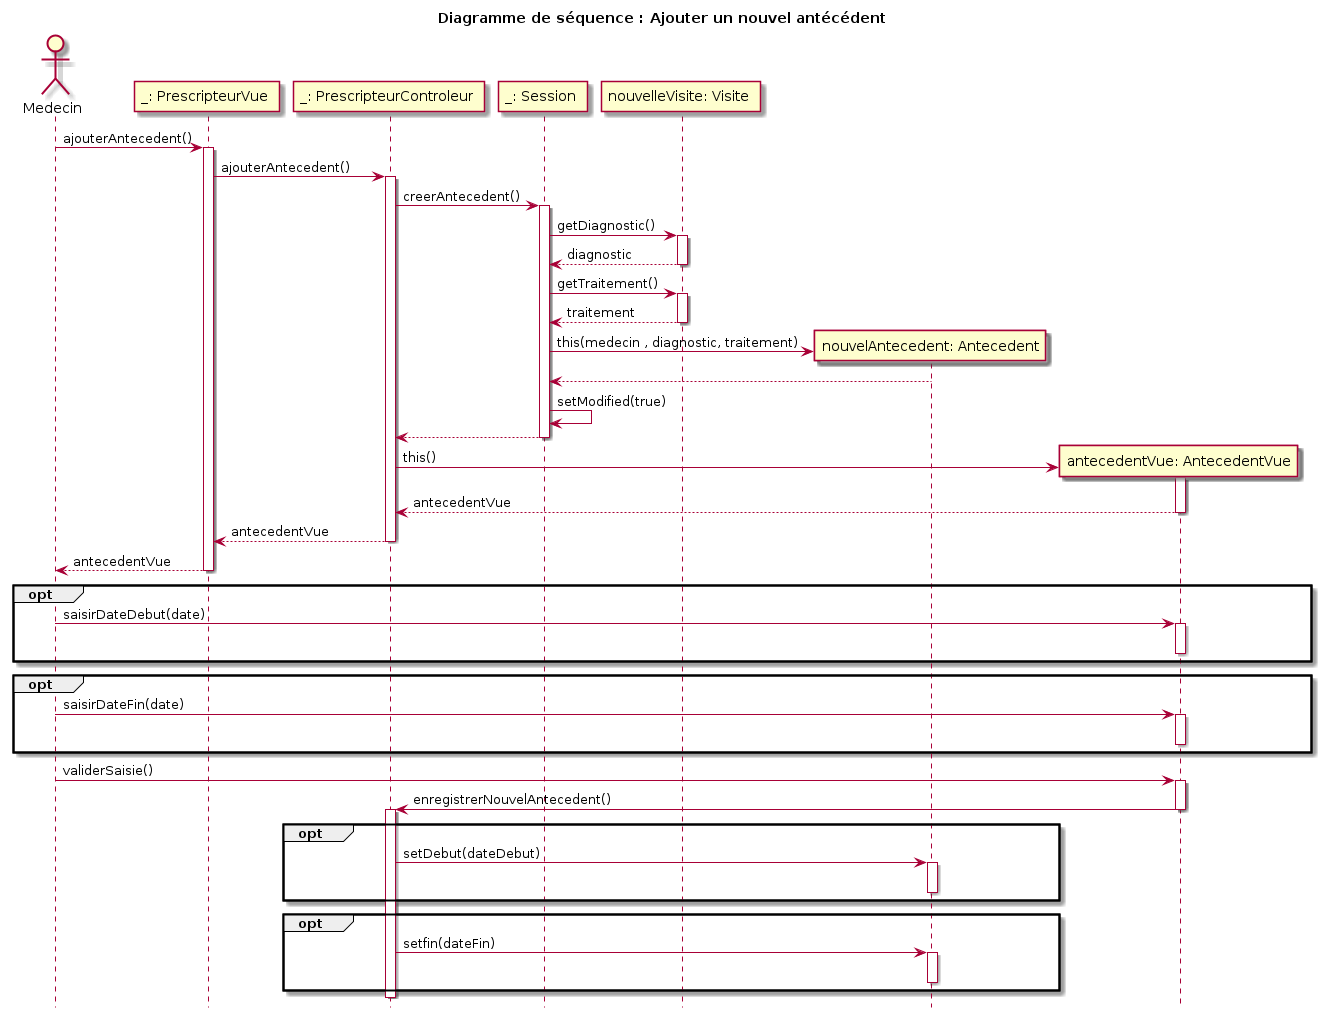 Diagramme de séquence : Ajouter un nouvel antécédent
Medecin
_: PrescripteurVue
_: PrescripteurControleur
_: Session
nouvelleVisite: Visite
ajouterAntecedent()
ajouterAntecedent()
creerAntecedent()
getDiagnostic()
diagnostic
getTraitement()
traitement
this(medecin , diagnostic, traitement)
nouvelAntecedent: Antecedent
setModified(true)
this()
antecedentVue: AntecedentVue
antecedentVue
antecedentVue
antecedentVue
opt
saisirDateDebut(date)
opt
saisirDateFin(date)
validerSaisie()
enregistrerNouvelAntecedent()
opt
setDebut(dateDebut)
opt
setfin(dateFin)